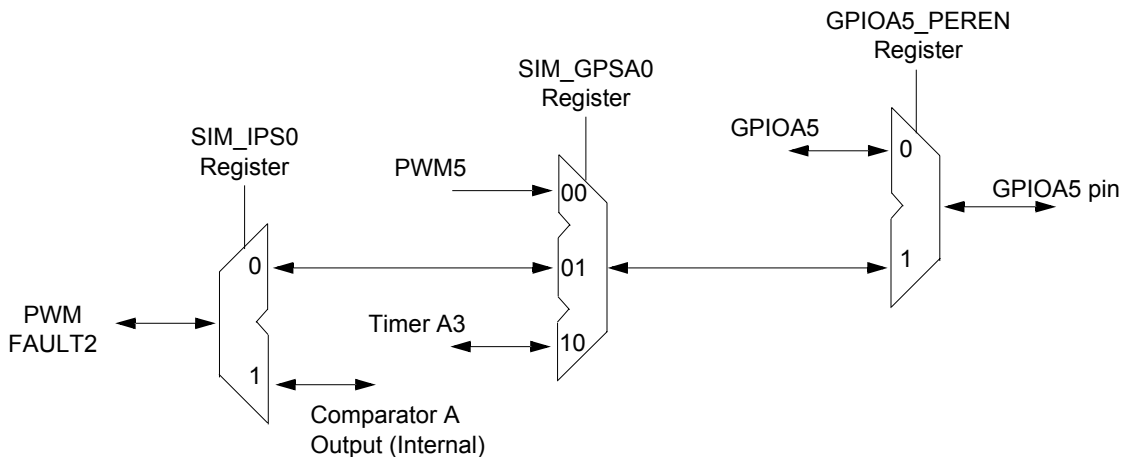 GPIOA5_PEREN
Register
SIM_GPSA0
Register
SIM_IPS0
Register
GPIOA5
0
PWM5
00
GPIOA5 pin
0
01
1
PWM
FAULT2
Timer A3
10
1
Comparator A
Output (Internal)